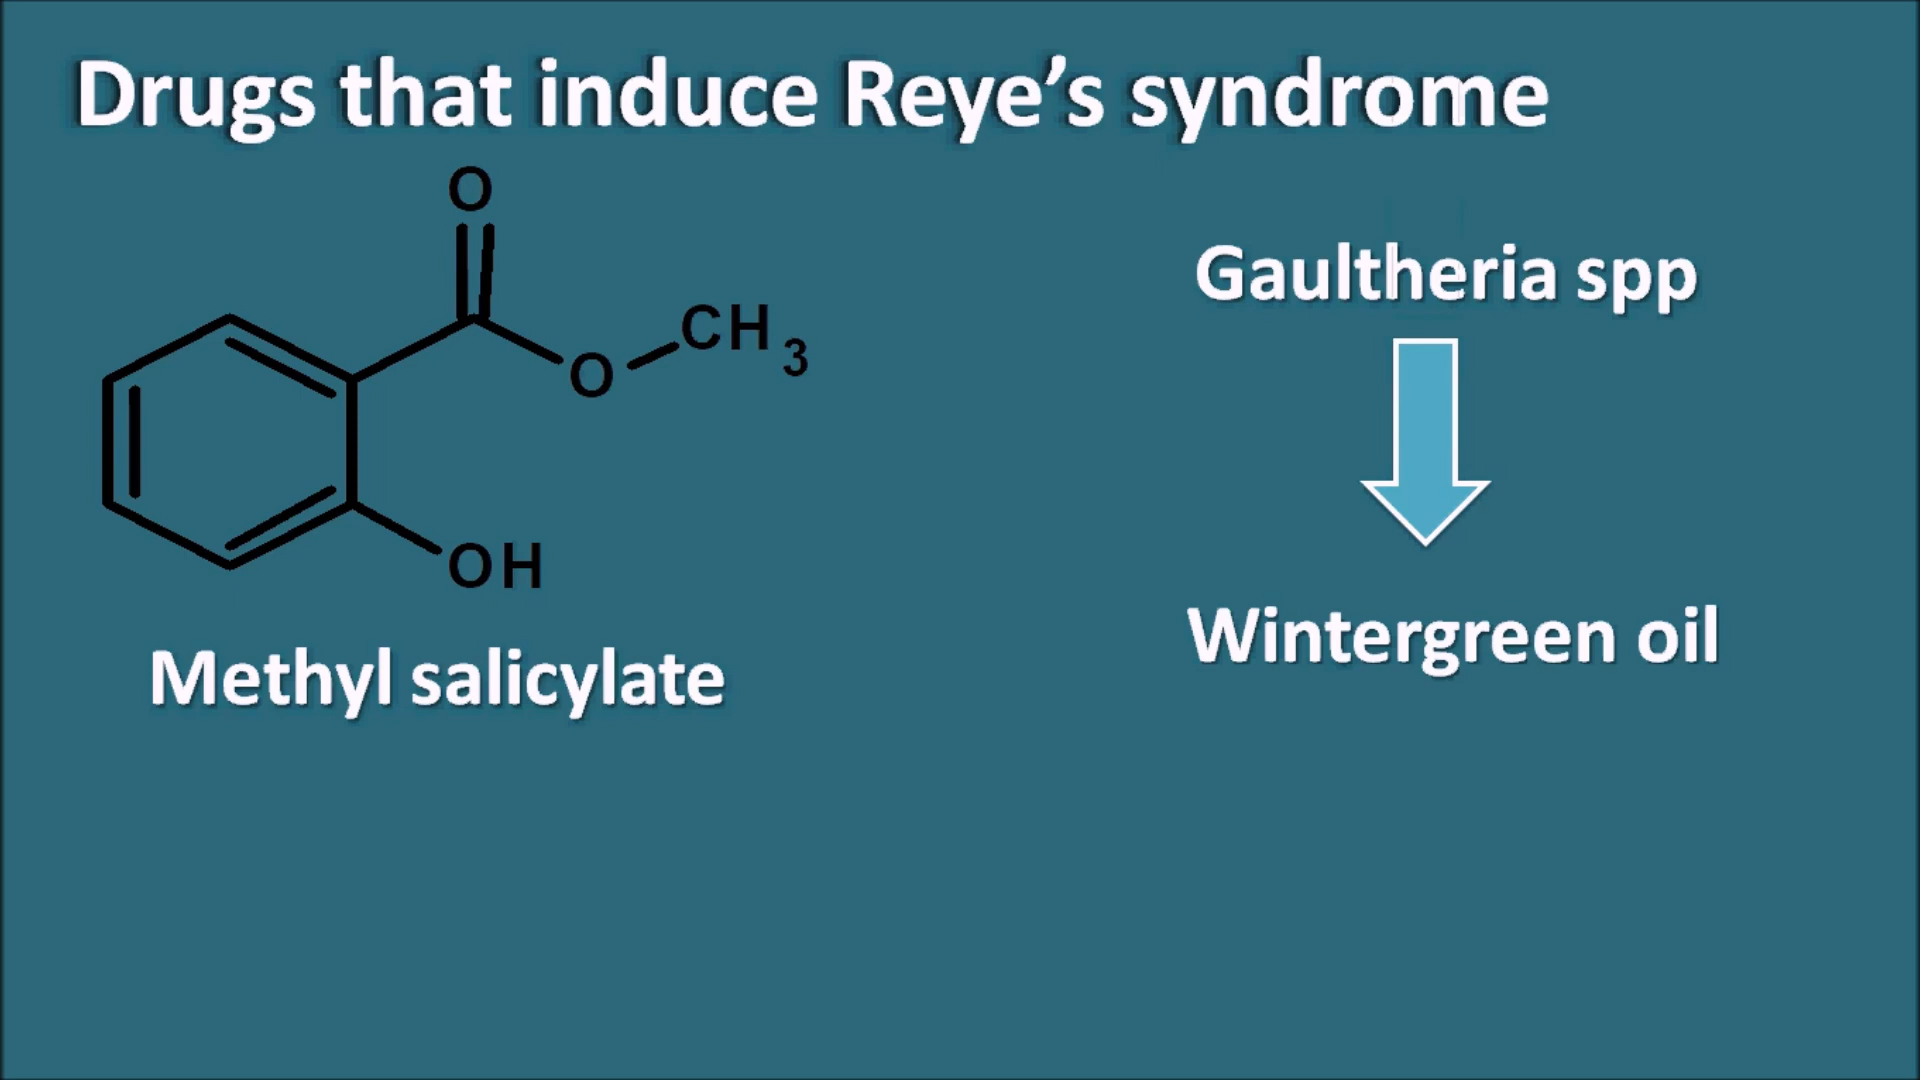 Drugs that induce Reye's syndrome
O
CH3
O
OH
Methyl salicylate
Gaultheria spp
Wintergreen oil